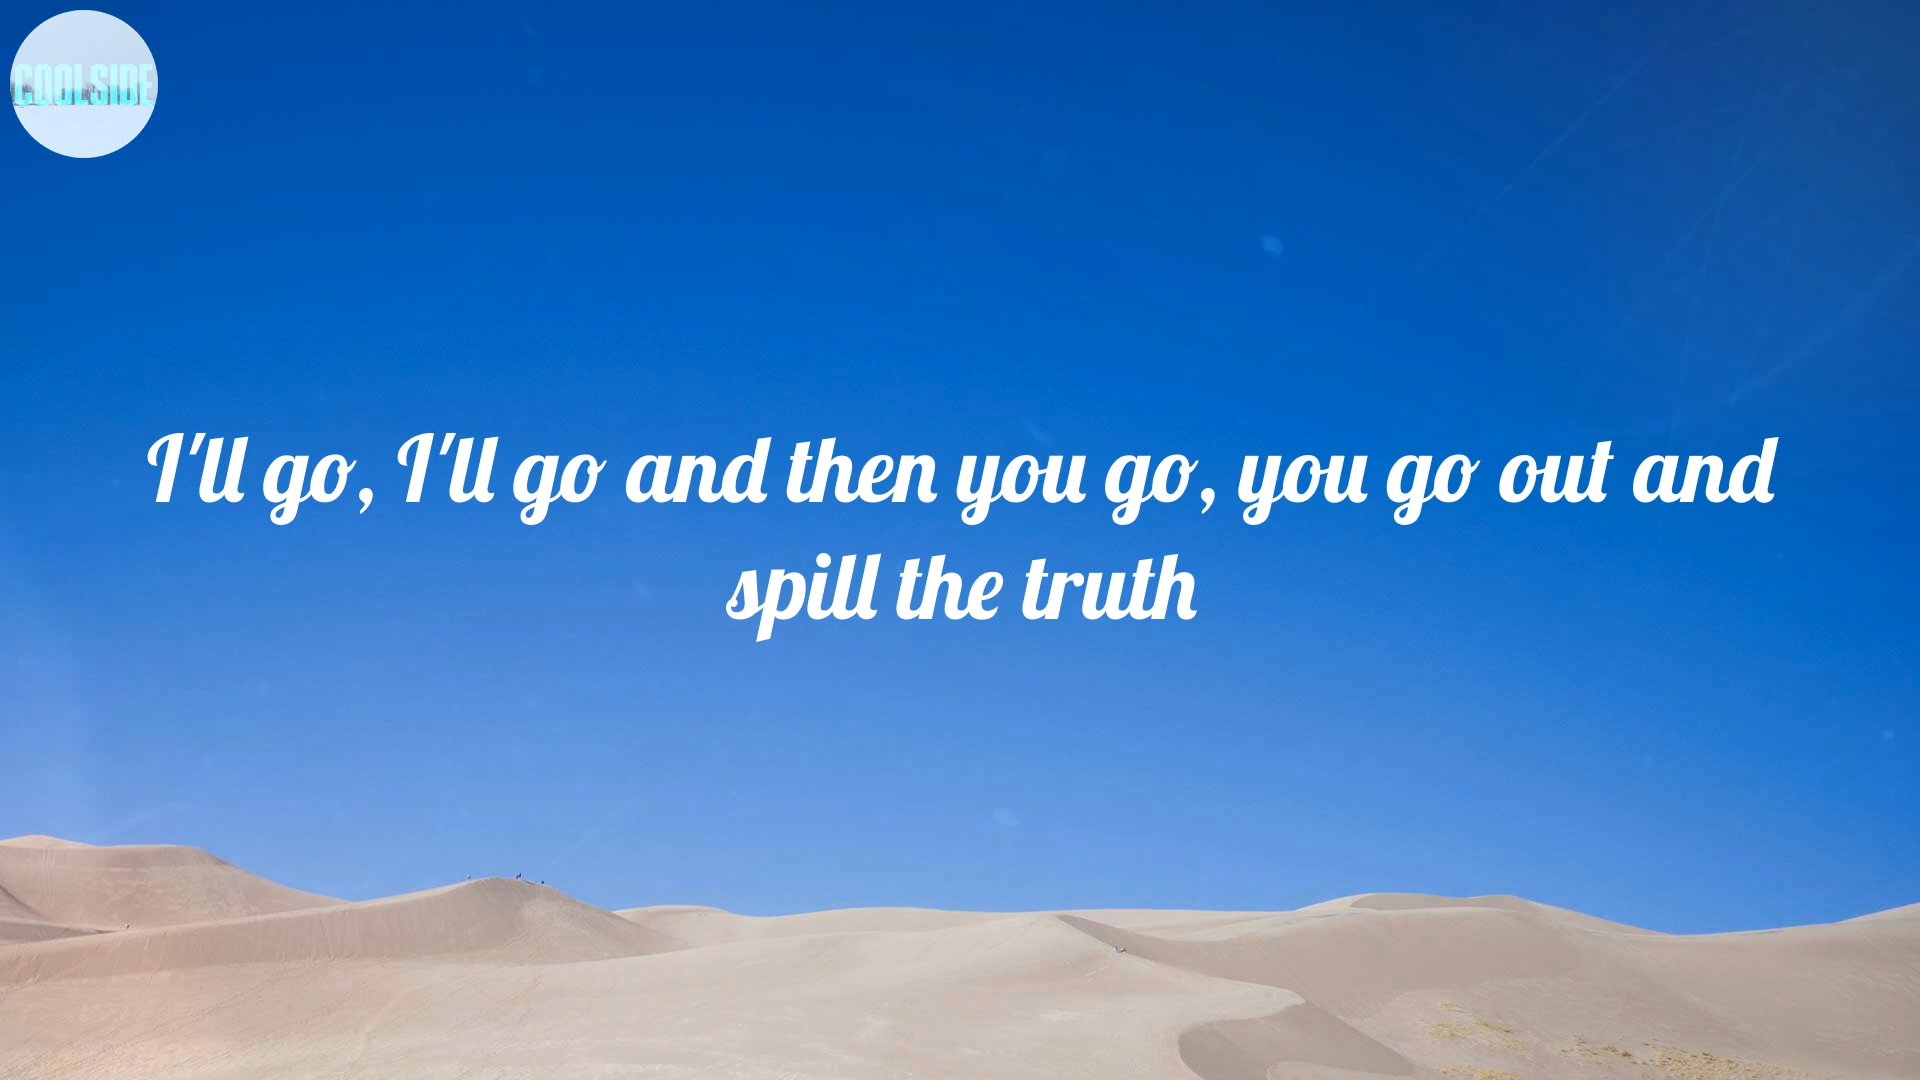 COOLSIDE
I'll go, I'll go and then you go, you go out and
spill the truth